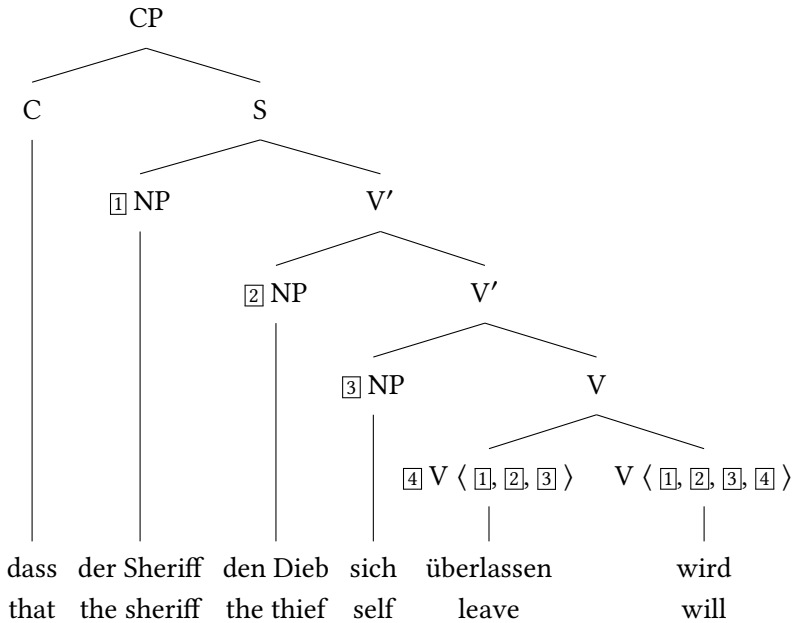 CP
C S
1 NP V′
2 NP V′
3 NP V
4 V ⟨ 1, 2, 3 ⟩ V ⟨ 1, 2, 3, 4 ⟩
dass der Sheriff den Dieb sich überlassen wird
that the sheriff the thief self leave will